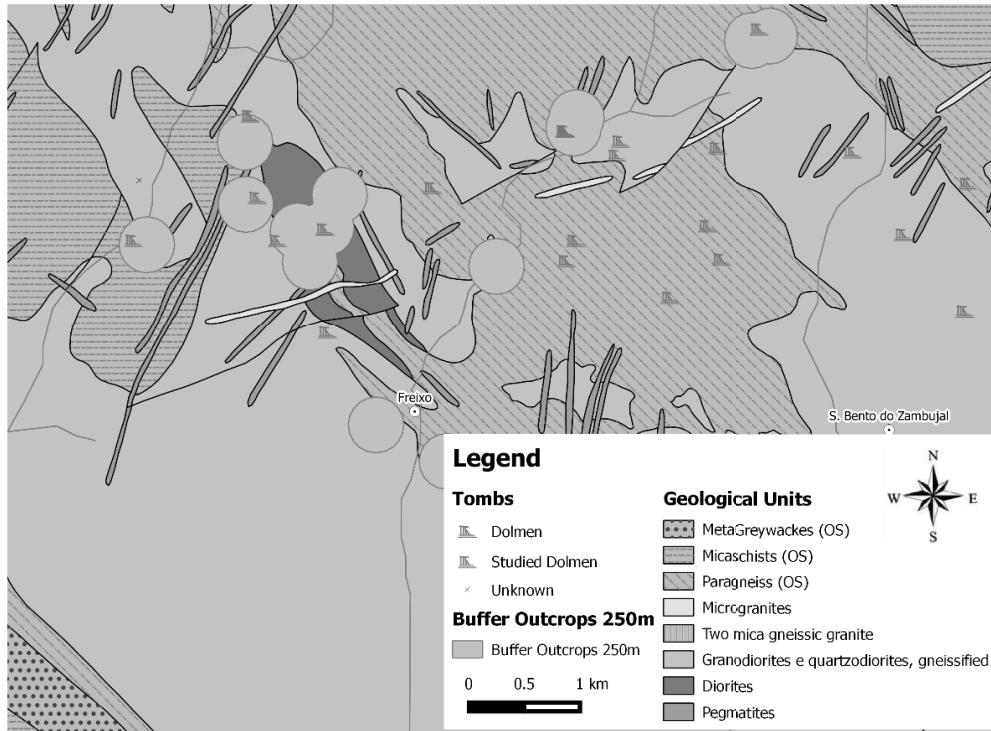 Freixo
S. Bento do Zambujal
Legend
Tombs
Dolmen
Studied Dolmen
Unknown
Buffer Outcrops 250m
Buffer Outcrops 250m
0 0.5 1 km
Geological Units
MetaGreywackes (OS)
Micaschists (OS)
Paragneiss (OS)
Microgranites
Two mica gneissic granite
Granodiorites e quartzodiorites, gneissified
Diorites
Pegmatites
N
W E
S